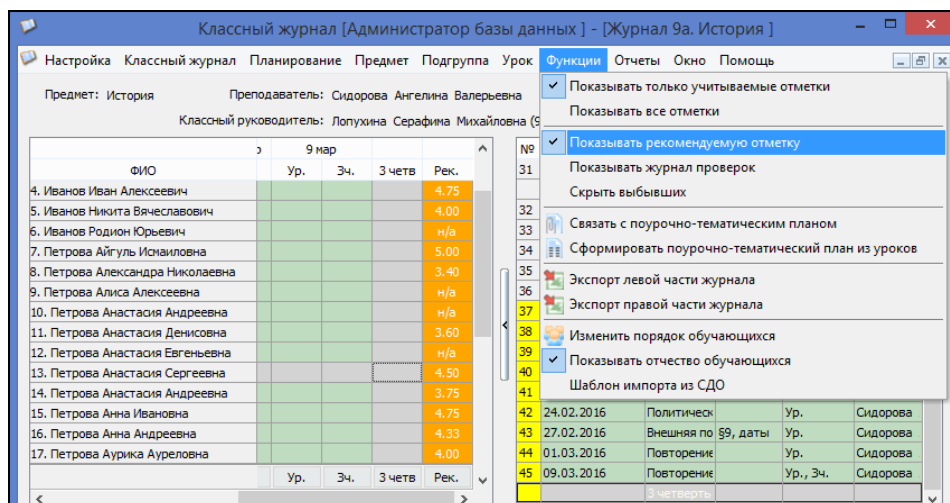 Классный журнал [Администратор базы данных ] - [Журнал 9а. История ]
Настройка Классный журнал Планирование Предмет Подгруппа Урок Функции Отчеты Окно Помощь
Предмет: История Преподаватель: Сидорова Ангелина Валерьевна
Классный руководитель: Лопухина Серафина Михайловна (9
9 мар
ФИО Ур. Зч. 3 четв Рек.
4. Иванов Иван Алексеевич 4.75
5. Иванов Никита Вячеславович 4.00
6. Иванов Родион Юрьевич н/а
7. Петрова Айгуль Исмаиловна 5.00
8. Петрова Александра Николаевна 3.40
9. Петрова Алиса Алексеевна н/а
10. Петрова Анастасия Андреевна н/а
11. Петрова Анастасия Денисовна 3.60
12. Петрова Анастасия Евгеньевна н/а
13. Петрова Анастасия Сергеевна 4.50
14. Петрова Анастасия Андреевна 3.75
15. Петрова Анна Ивановна 4.75
16. Петрова Анна Андреевна 4.33
17. Петрова Аурика Ауреловна 4.00
Ур. Зч. 3 четв Рек.
Показывать только учитываемые отметки
Показывать все отметки
Показывать рекомендуемую отметку
Показывать журнал проверок
Скрыть выбывших
Связать с поурочно-тематическим планом
Сформировать поурочно-тематический план из уроков
Экспорт левой части журнала
Экспорт правой части журнала
Изменить порядок обучающихся
Показывать отчество обучающихся
Шаблон импорта из СДО
№
31
32
33
34
35
36
37
38
39
40
41
42 24.02.2016 Политическ Ур. Сидорова
43 27.02.2016 Внешняя по §9, даты Ур. Сидорова
44 01.03.2016 Повторение Ур. Сидорова
45 09.03.2016 Повторение Ур., Зч. Сидорова
3 четверть